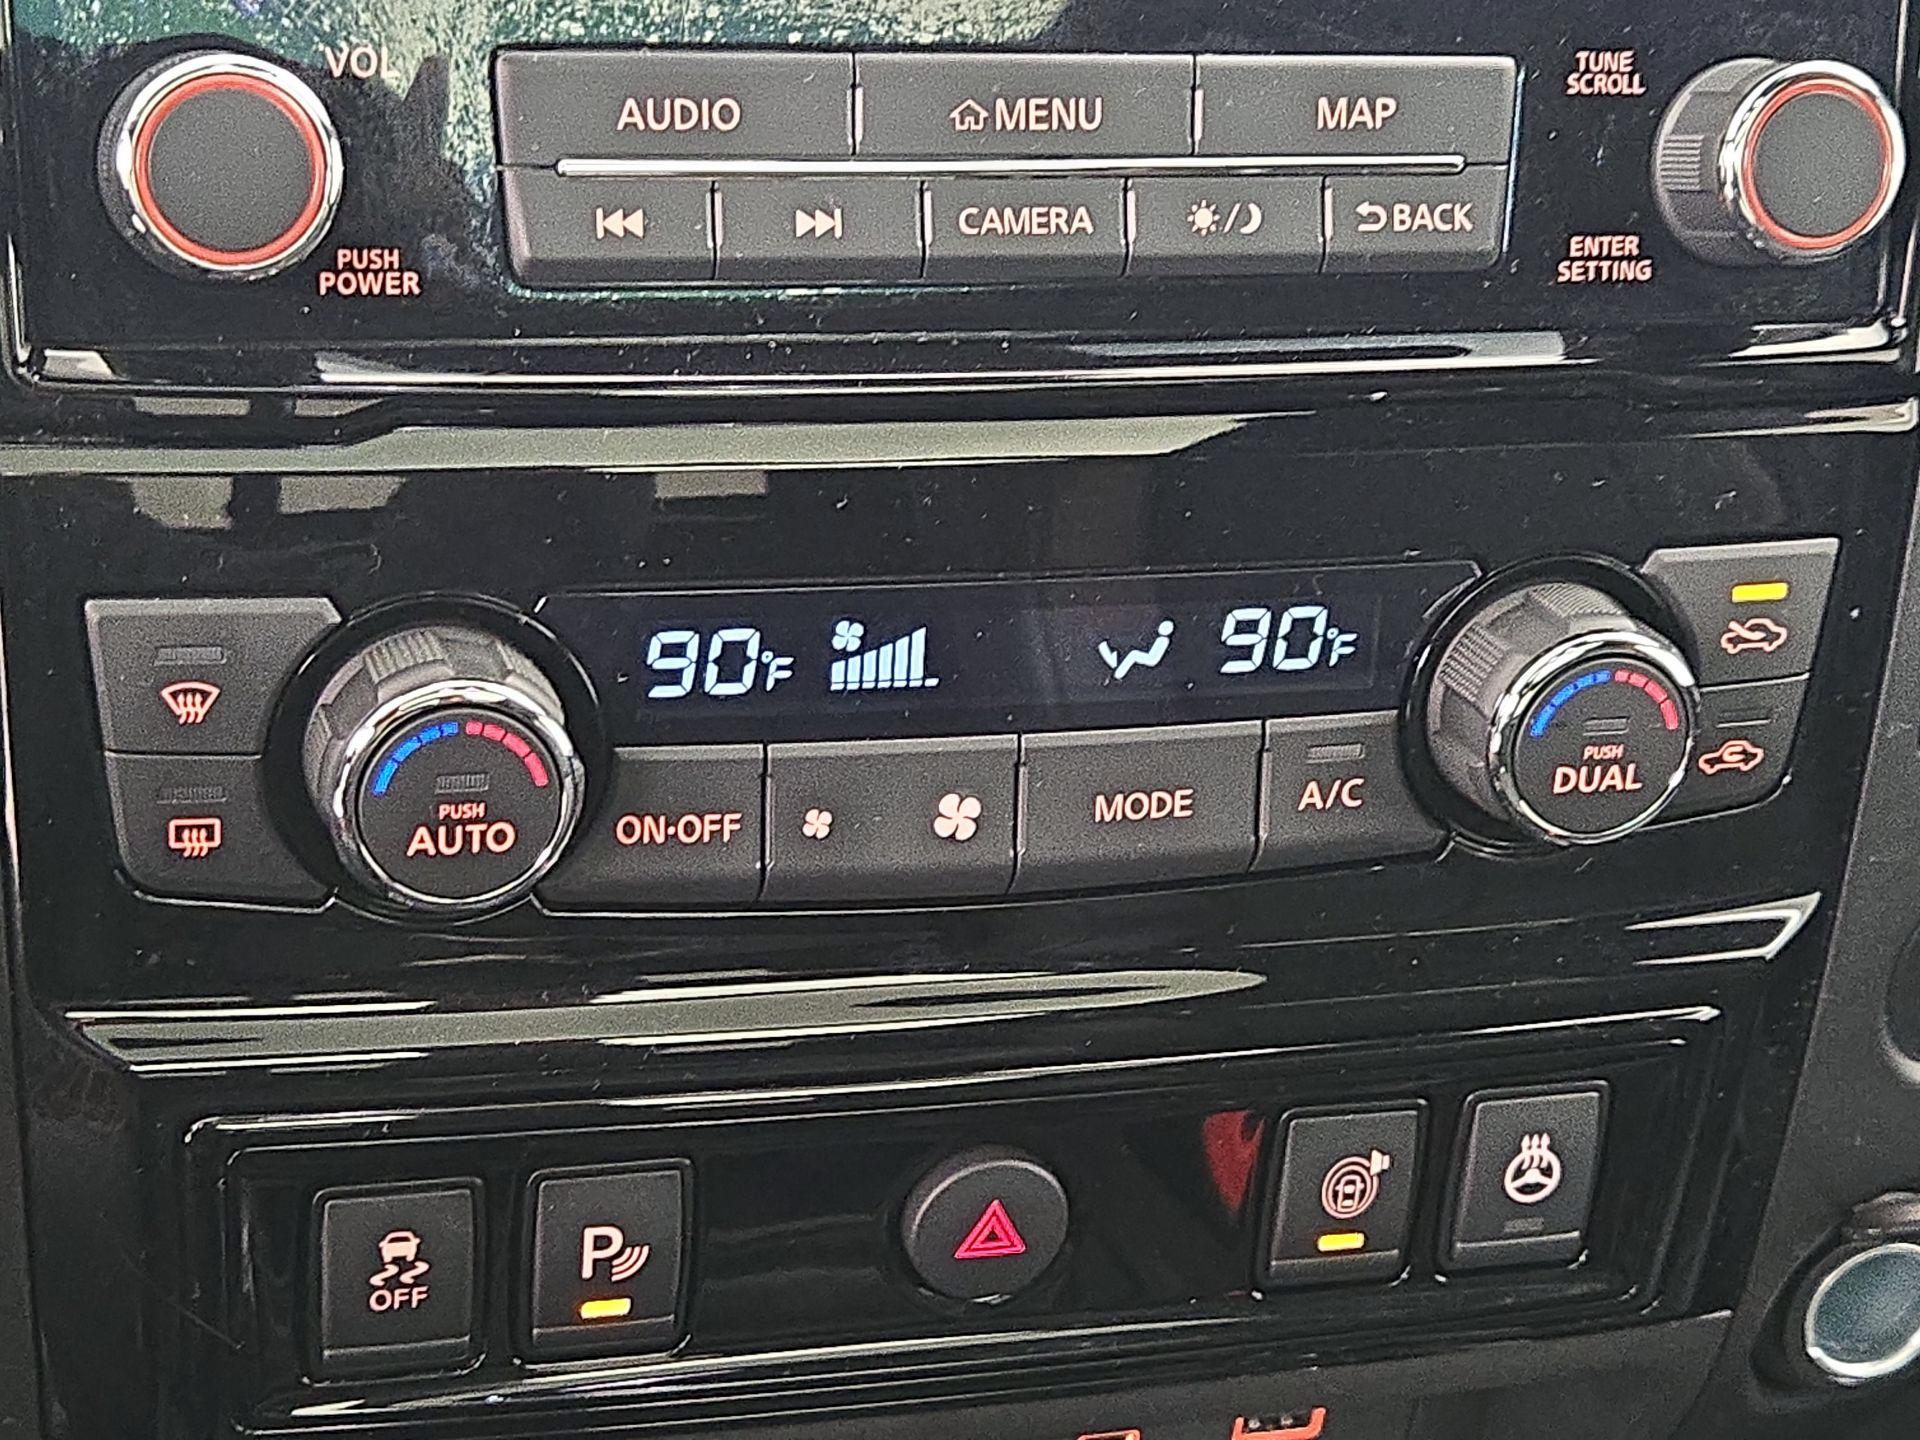 VOL
AUDIO
MENU
MAP
TUNE
SCROLL
CAMERA
BACK
PUSH
POWER
ENTER
SETTING
90°F
90°F
PUSH
AUTO
ON•OFF
MODE
A/C
PUSH
DUAL
OFF
P